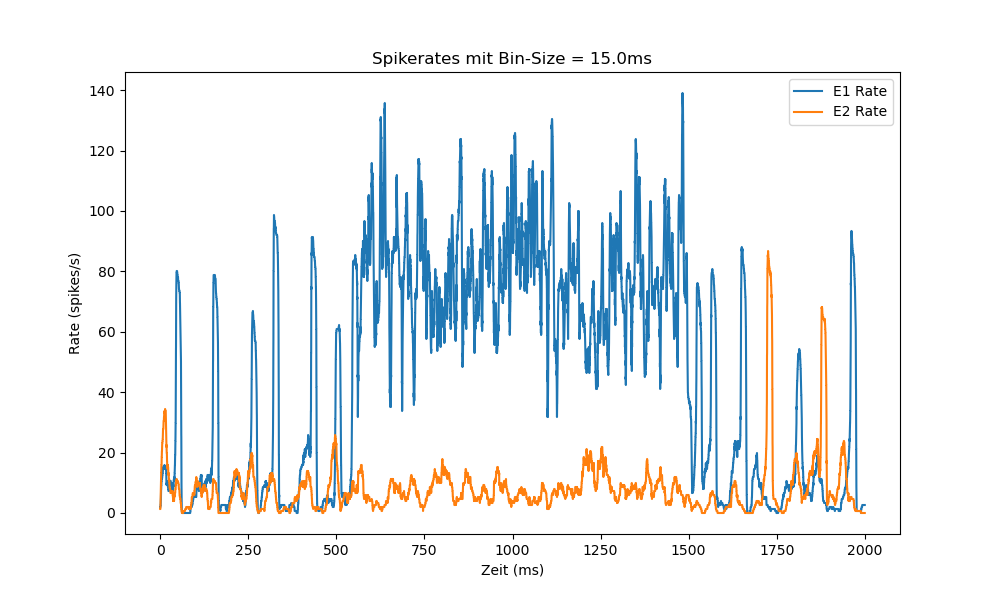 Spikerates mit Bin-Size = 15.0ms
E1 Rate
E2 Rate
Rate (spikes/s)
140
120
100
80
60
40
20
0
0 250 500 750 1000 1250 1500 1750 2000
Zeit (ms)